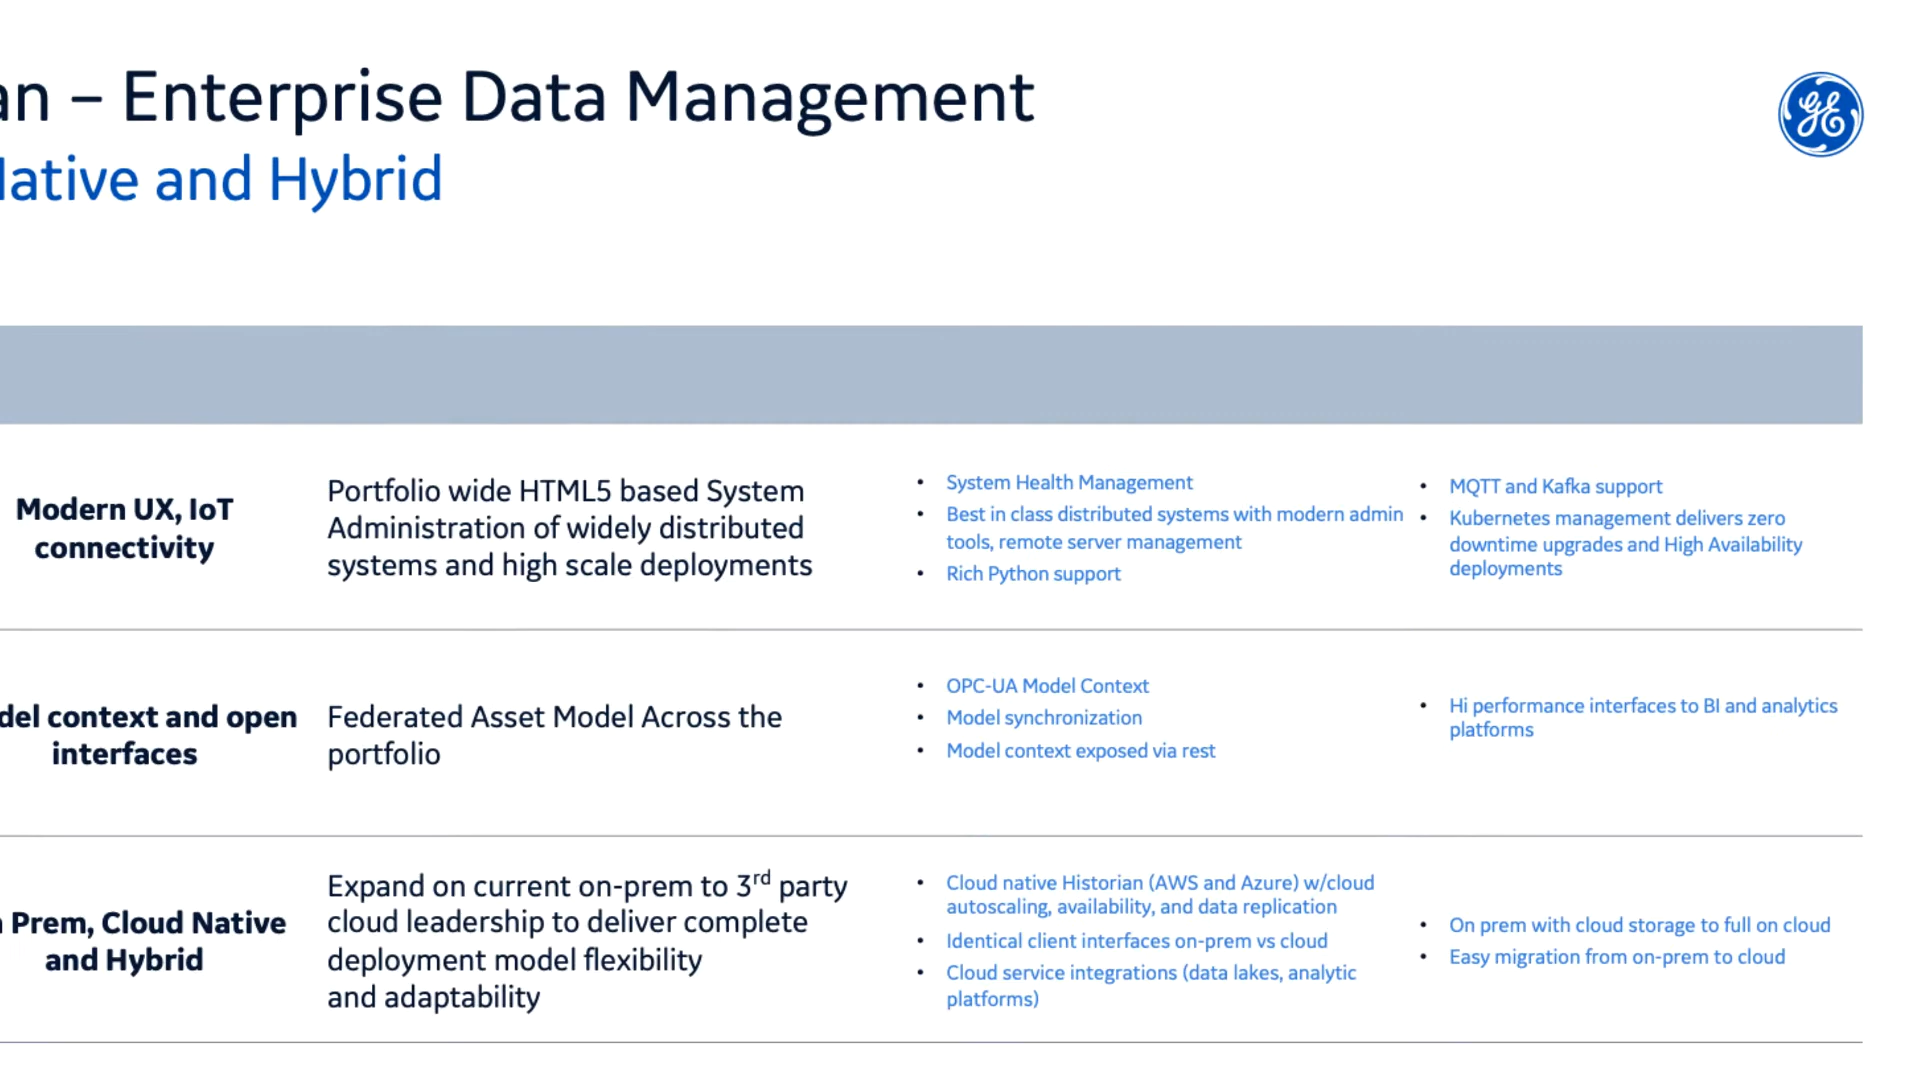 an – Enterprise Data Management
Native and Hybrid
GE
Modern UX, IoT
connectivity
Portfolio wide HTML5 based System
Administration of widely distributed
systems and high scale deployments
• System Health Management
• Best in class distributed systems with modern admin
tools, remote server management
• Rich Python support
• MQTT and Kafka support
• Kubernetes management delivers zero
downtime upgrades and High Availability
deployments
del context and open
interfaces
Federated Asset Model Across the
portfolio
• OPC-UA Model Context
• Model synchronization
• Model context exposed via rest
• Hi performance interfaces to BI and analytics
platforms
Prem, Cloud Native
and Hybrid
Expand on current on-prem to 3rd party
cloud leadership to deliver complete
deployment model flexibility
and adaptability
• Cloud native Historian (AWS and Azure) w/cloud
autoscaling, availability, and data replication
• Identical client interfaces on-prem vs cloud
• Cloud service integrations (data lakes, analytic
platforms)
• On prem with cloud storage to full on cloud
• Easy migration from on-prem to cloud